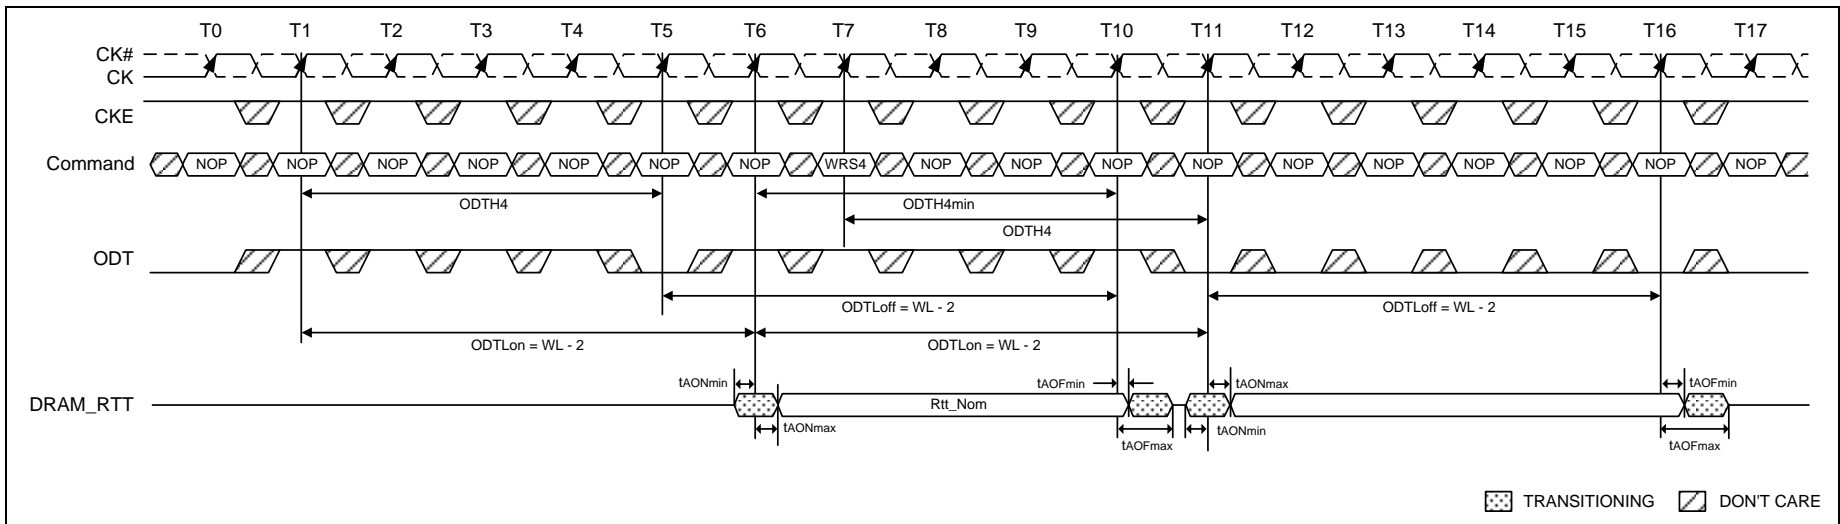 T0 T1 T2 T3 T4 T5 T6 T7 T8 T9 T10 T11 T12 T13 T14 T15 T16 T17
CK#
CK
CKE
Command NOP NOP NOP NOP NOP NOP NOP WRS4 NOP NOP NOP NOP NOP NOP NOP NOP NOP NOP
ODTH4 ODTH4min
ODTH4
ODT
ODTLoff = WL - 2 ODTLoff = WL - 2
ODTLon = WL - 2 ODTLon = WL - 2
tAONmin tAOFmin tAONmax tAOFmin
DRAM_RTT Rtt_Nom
tAONmax tAOFmax tAONmin tAOFmax
TRANSITIONING DON'T CARE